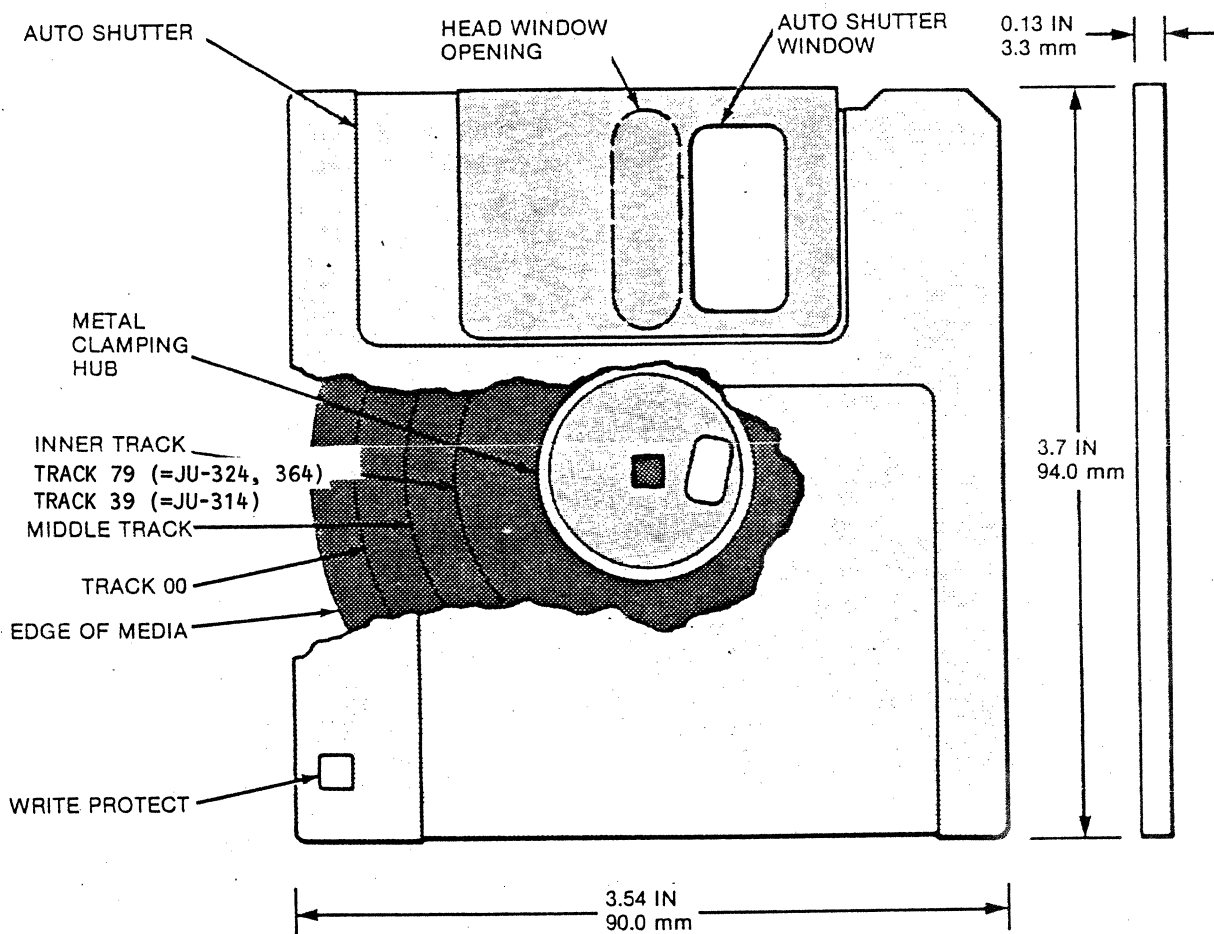 AUTO SHUTTER
HEAD WINDOW
OPENING
AUTO SHUTTER
WINDOW
0.13 IN
3.3 mm
METAL
CLAMPING
HUB
INNER TRACK
TRACK 79 (=JU-324, 364)
TRACK 39 (=JU-314)
MIDDLE TRACK
TRACK 00
EDGE OF MEDIA
WRITE PROTECT
3.7 IN
94.0 mm
3.54 IN
90.0 mm